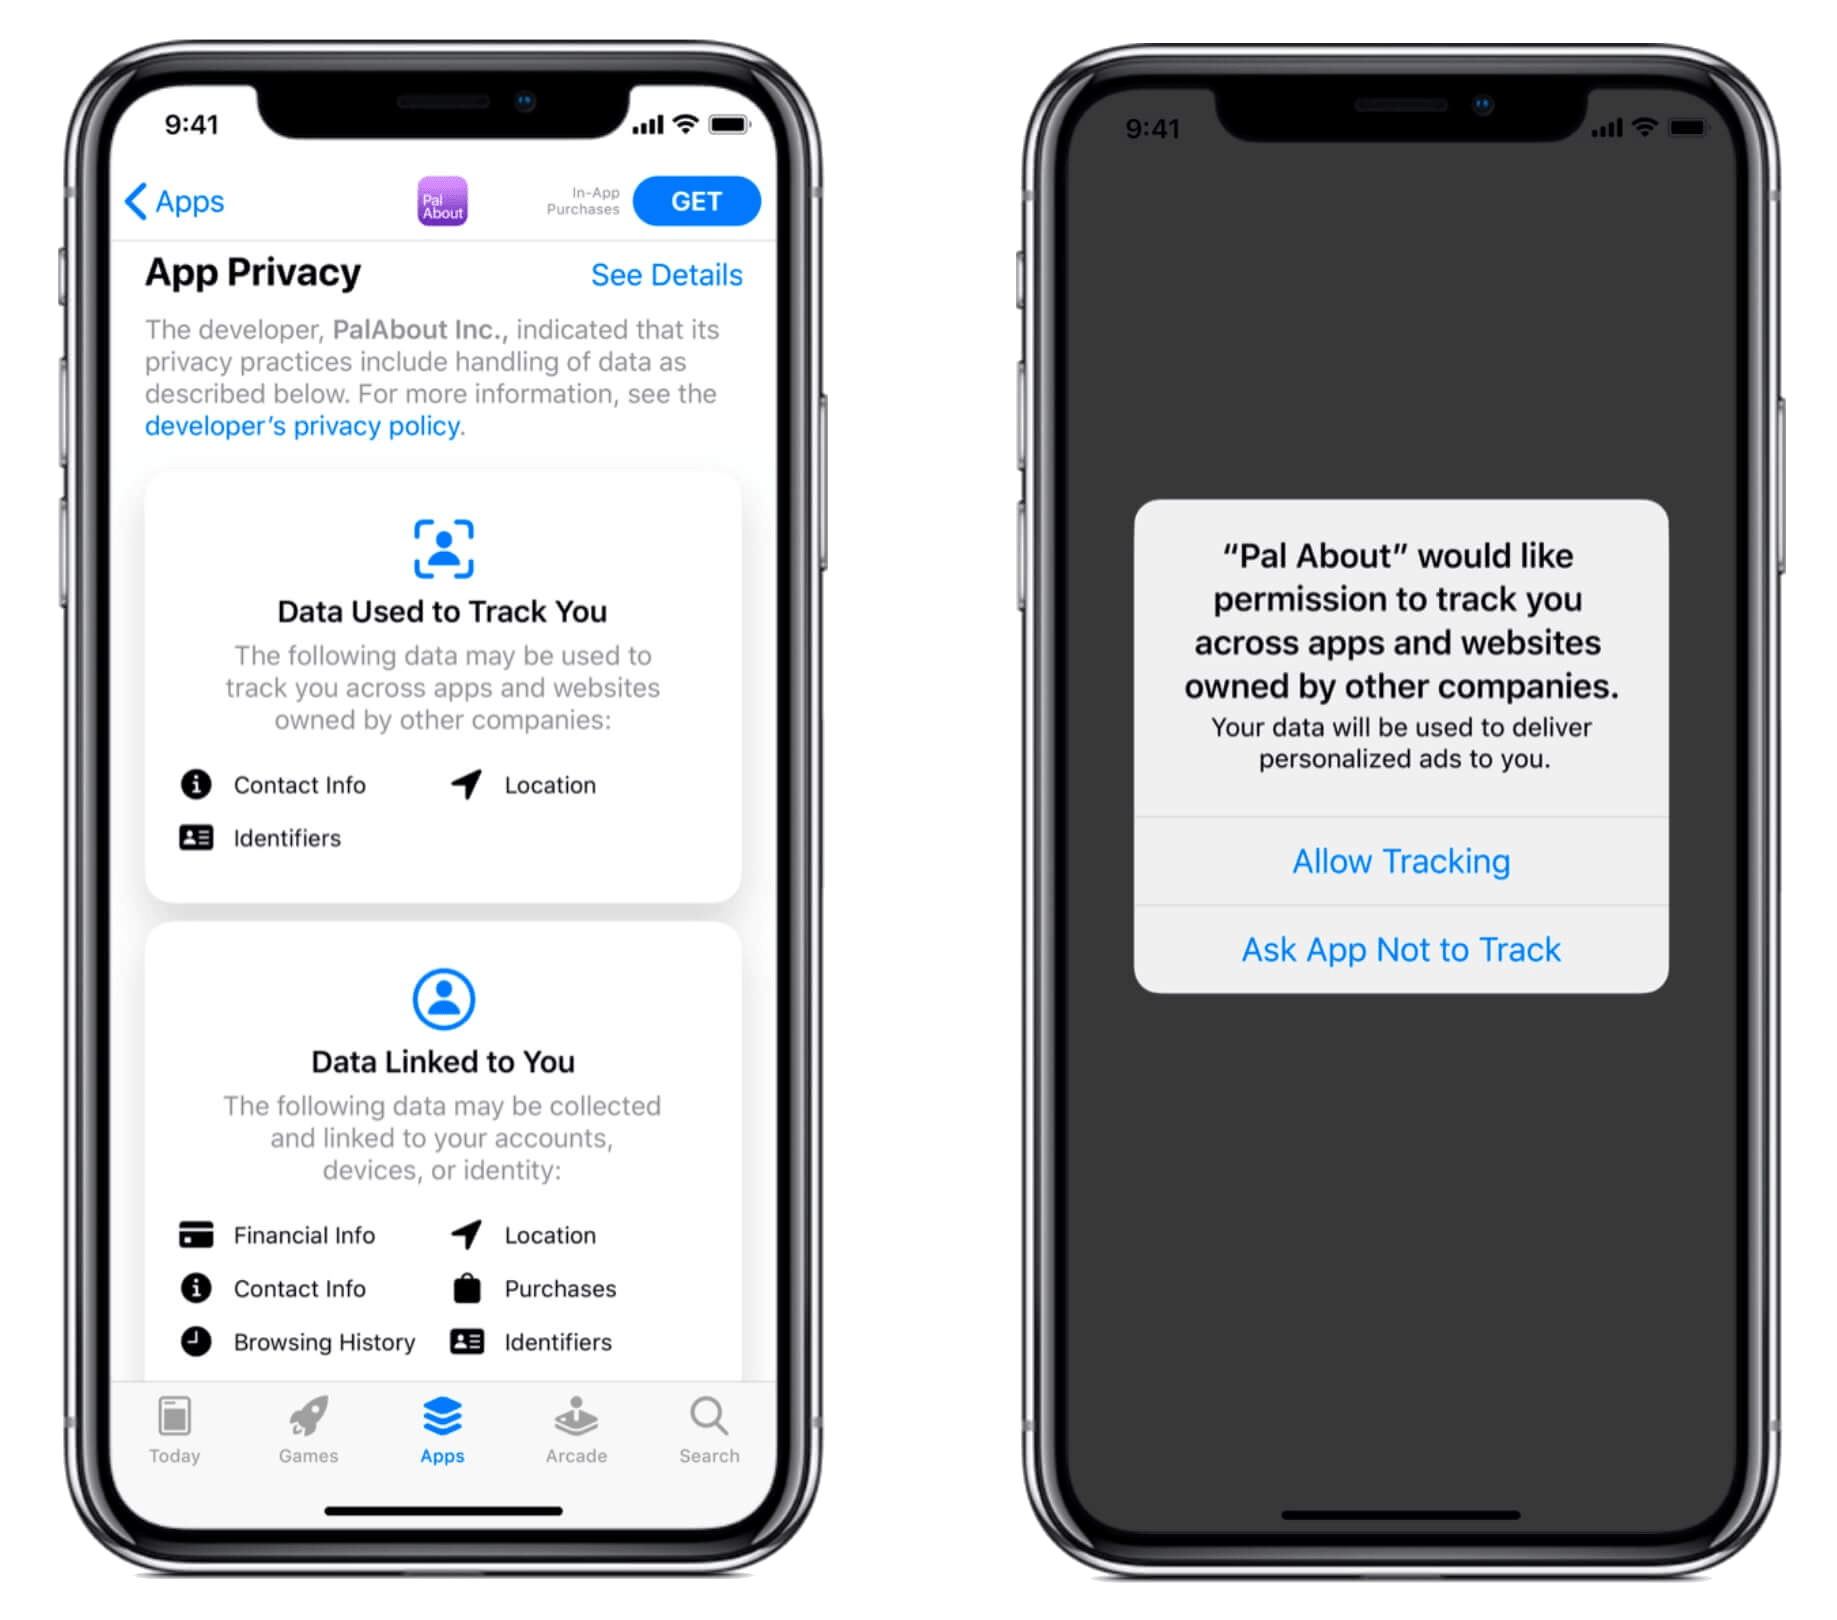 9:41
Apps
Pal
About
In-App
Purchases
GET
App Privacy
See Details
The developer, PalAbout Inc., indicated that its
privacy practices include handling of data as
described below. For more information, see the
developer’s privacy policy.
Data Used to Track You
The following data may be used to
track you across apps and websites
owned by other companies:
Contact Info
Location
Identifiers
Data Linked to You
The following data may be collected
and linked to your accounts,
devices, or identity:
Financial Info
Location
Contact Info
Purchases
Browsing History
Identifiers
Today
Games
Apps
Arcade
Search
9:41
“Pal About” would like
permission to track you
across apps and websites
owned by other companies.
Your data will be used to deliver
personalized ads to you.
Allow Tracking
Ask App Not to Track